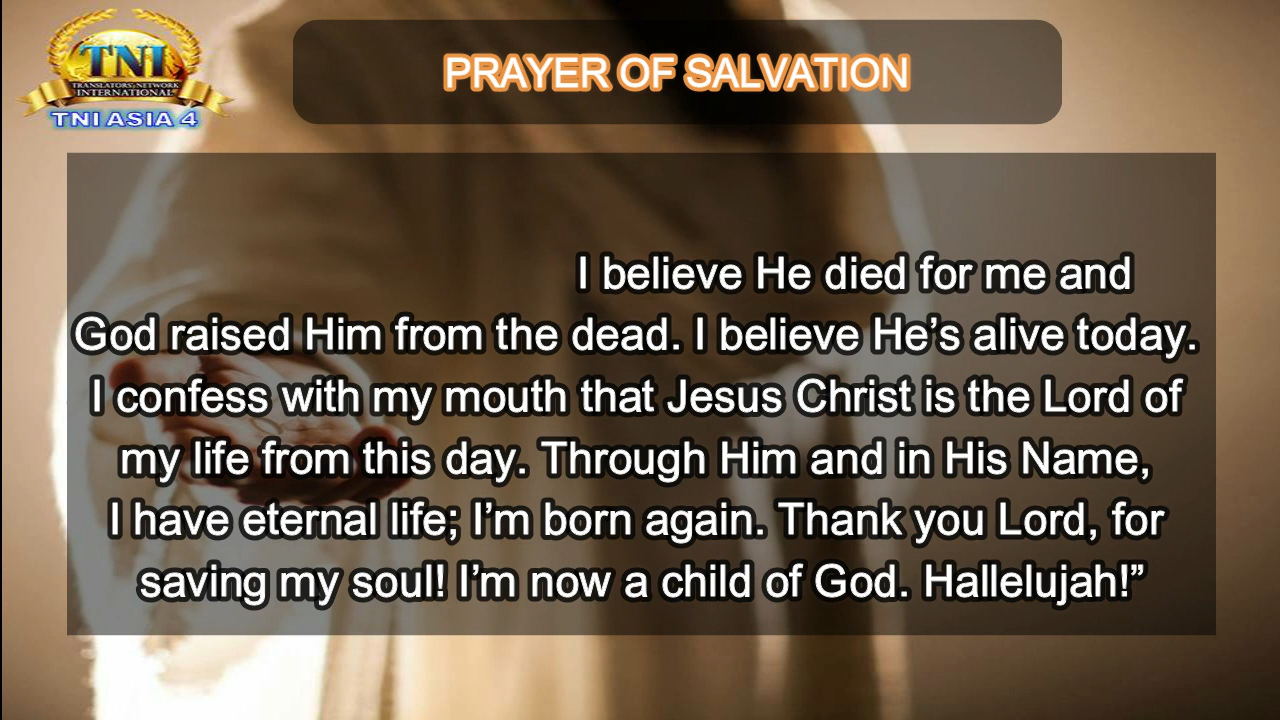 TNI
TRANSLATORS' NETWORK
INTERNATIONAL
TNI ASIA 4
PRAYER OF SALVATION
I believe He died for me and
God raised Him from the dead. I believe He’s alive today.
I confess with my mouth that Jesus Christ is the Lord of
my life from this day. Through Him and in His Name,
I have eternal life; I’m born again. Thank you Lord, for
saving my soul! I’m now a child of God. Hallelujah!”